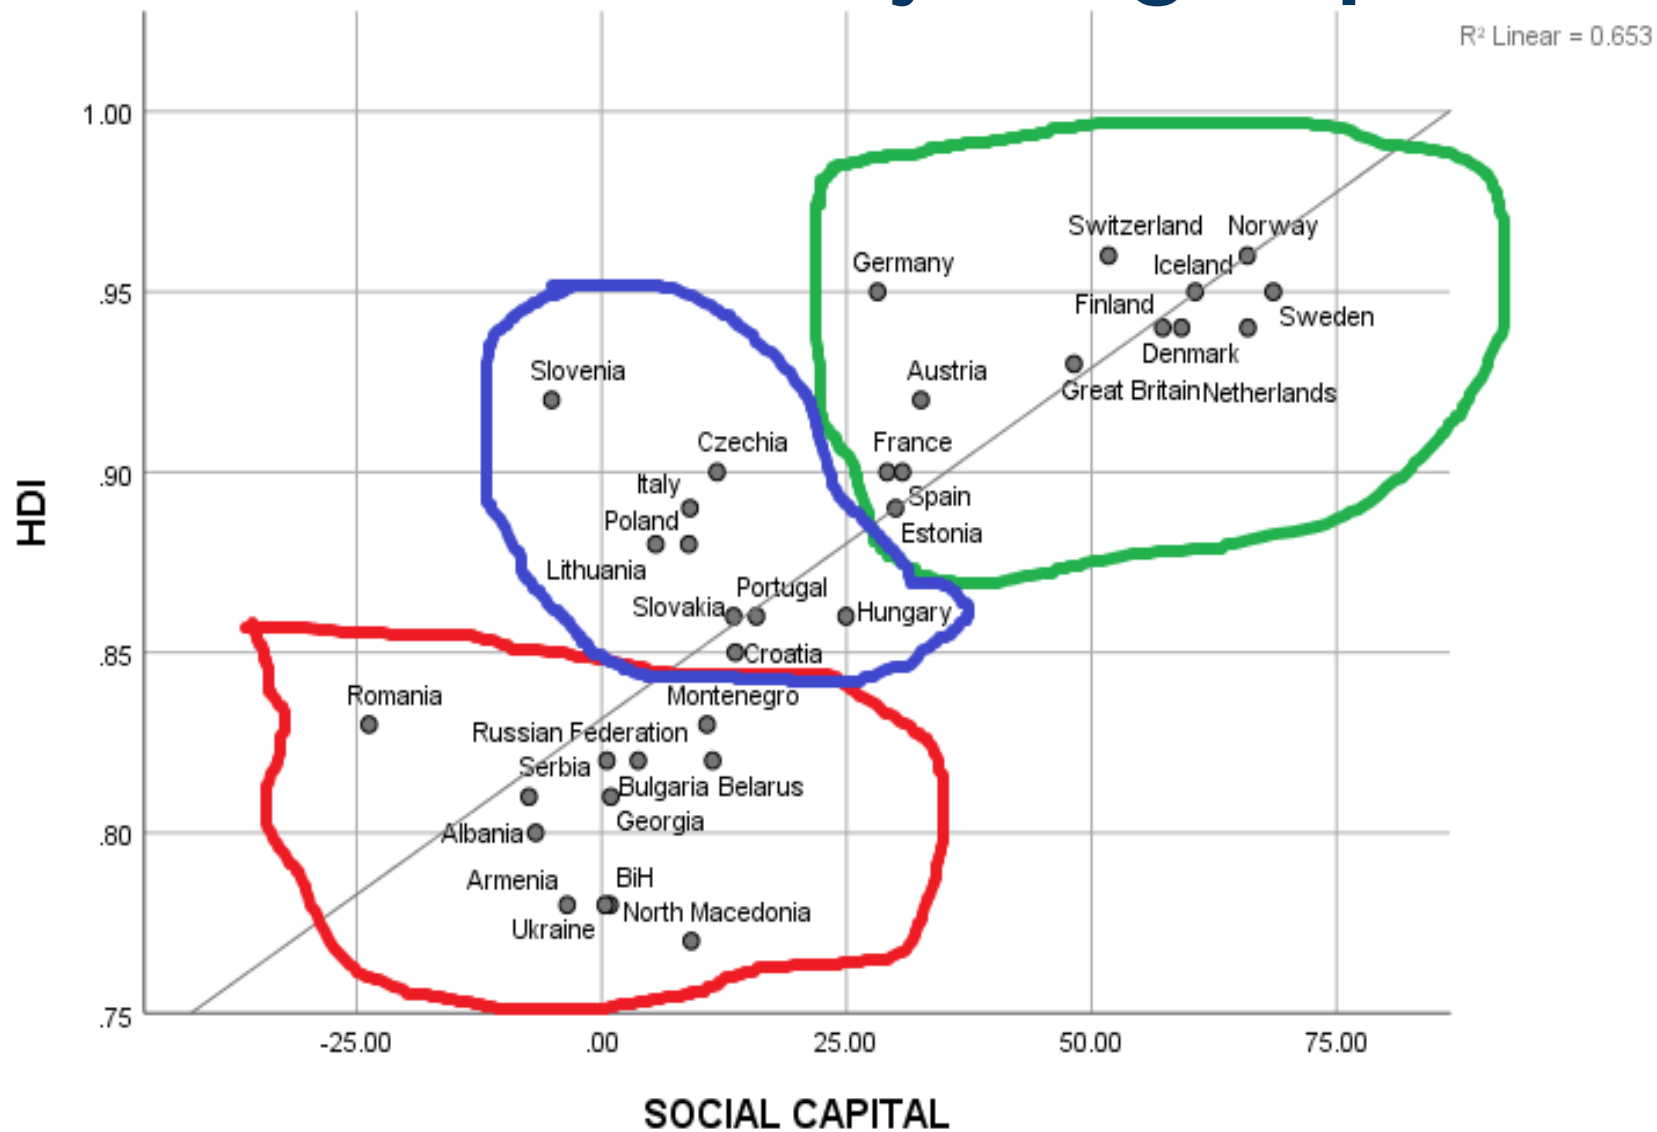 R² Linear = 0.653
1.00
Switzerland Norway
Germany
Iceland
.95
Finland
Sweden
Denmark
Slovenia
Austria
Great Britain Netherlands
Czechia
France
.90
Italy
Spain
HDI
Poland
Estonia
Lithuania
Portugal
Slovakia
Hungary
.85
Croatia
Romania
Montenegro
Russian Federation
Serbia
Bulgaria Belarus
Georgia
.80
Albania
Armenia
BiH
North Macedonia
Ukraine
.75
-25.00 .00 25.00 50.00 75.00
SOCIAL CAPITAL